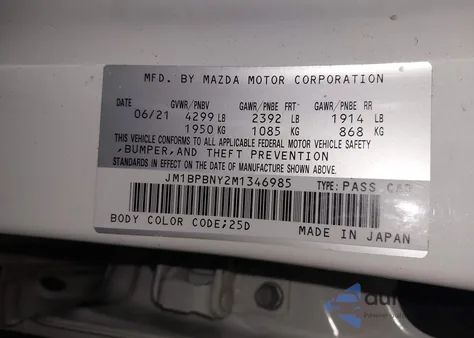 MFD. BY MAZDA MOTOR CORPORATION
DATE GVWR/PNBV GAWR/PNBE FRT GAWR/PNBE RR
06/21 4299 LB 2392 LB 1914 LB
1950 KG 1085 KG 868 KG
THIS VEHICLE CONFORMS TO ALL APPLICABLE FEDERAL MOTOR VEHICLE SAFETY,
,BUMPER,AND THEFT PREVENTION
STANDARDS IN EFFECT ON THE DATE OF MANUFACTURE SHOWN ABOVE.
JM1BPBNY2M1346985 TYPE:PASS CAR
BODY COLOR CODE;25D MADE IN JAPAN